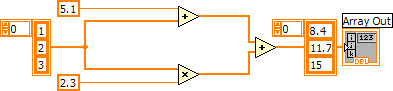 5.1
+
Array Out
0
1
2
3
+
0
8.4
11.7
15
i
j
k
123
DBL
2.3
×